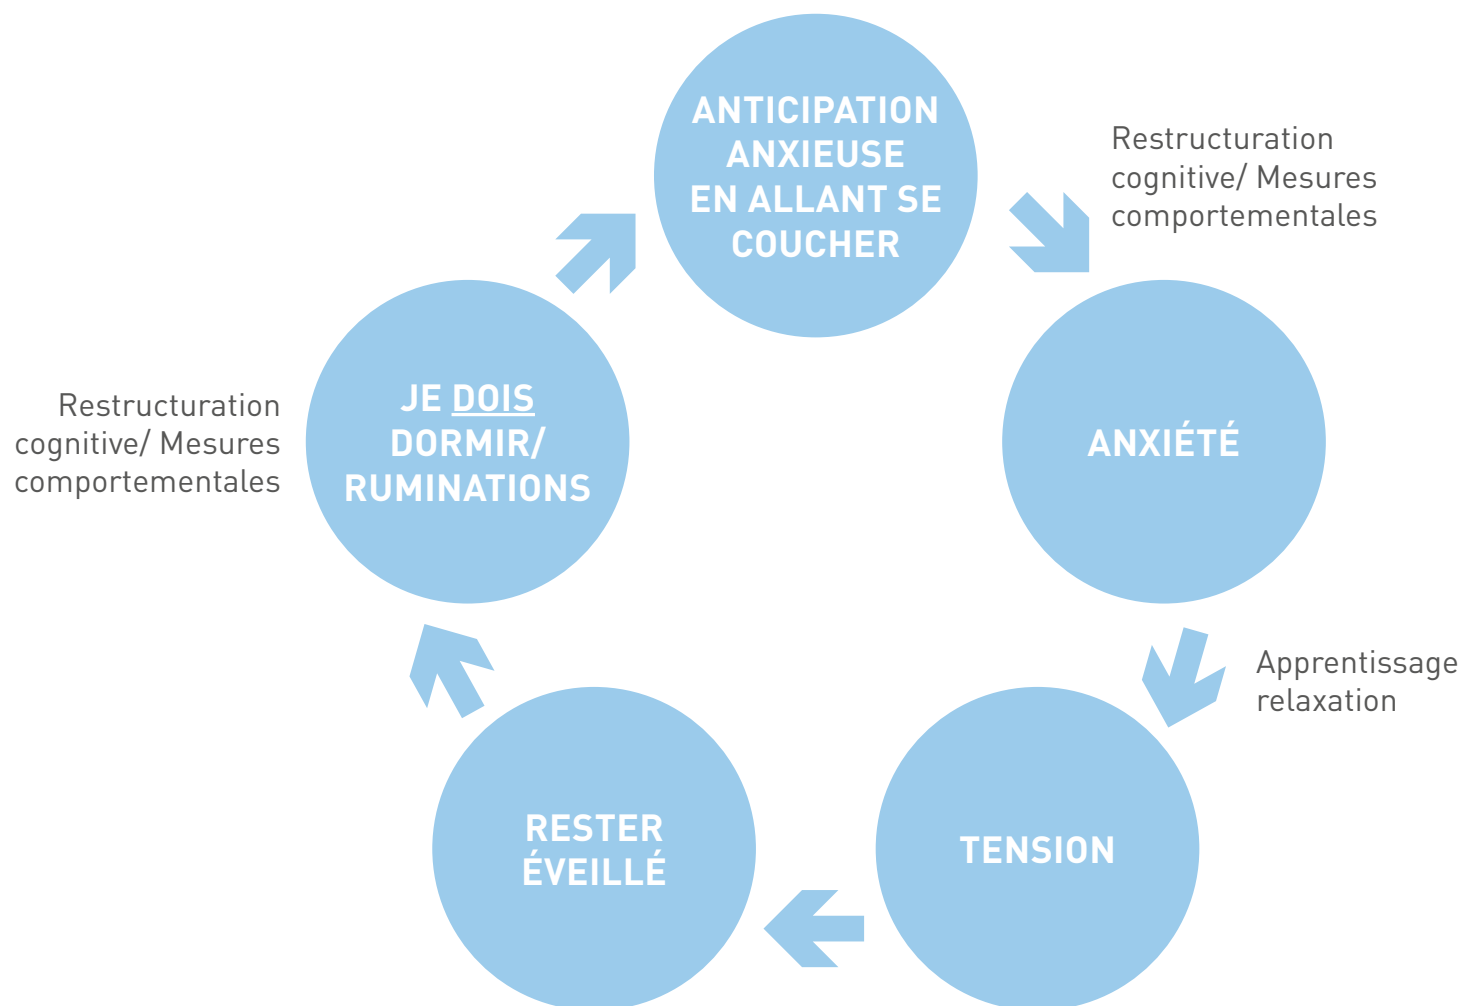 ANTICIPATION
ANXIEUSE
EN ALLANT SE
COUCHER
Restructuration
cognitive/ Mesures
comportementales
ANXIÉTÉ
Apprentissage
relaxation
TENSION
RESTER
ÉVEILLÉ
JE DOIS
DORMIR/
RUMINATIONS
Restructuration
cognitive/ Mesures
comportementales